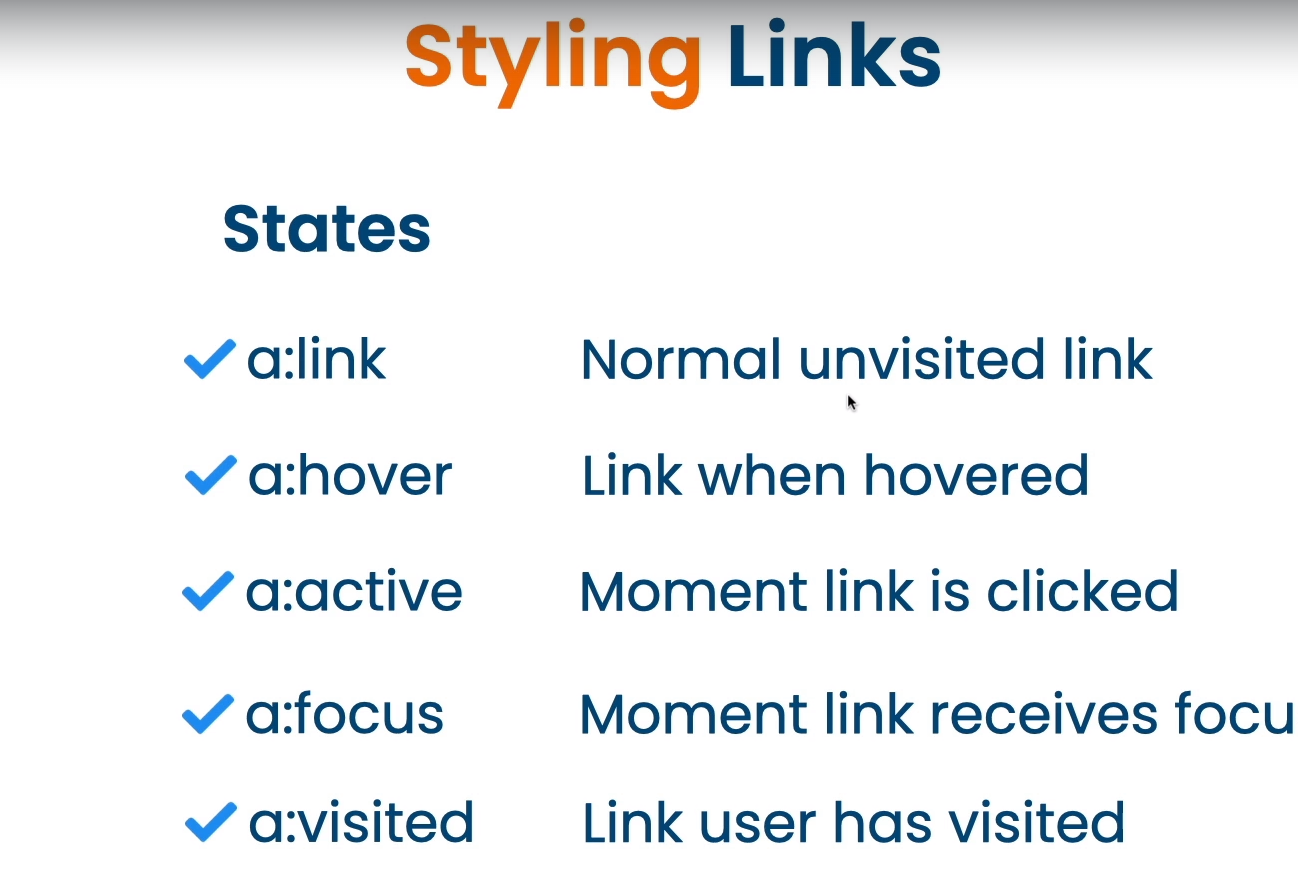 Styling Links
States
a:link Normal unvisited link
a:hover Link when hovered
a:active Moment link is clicked
a:focus Moment link receives focu
a:visited Link user has visited